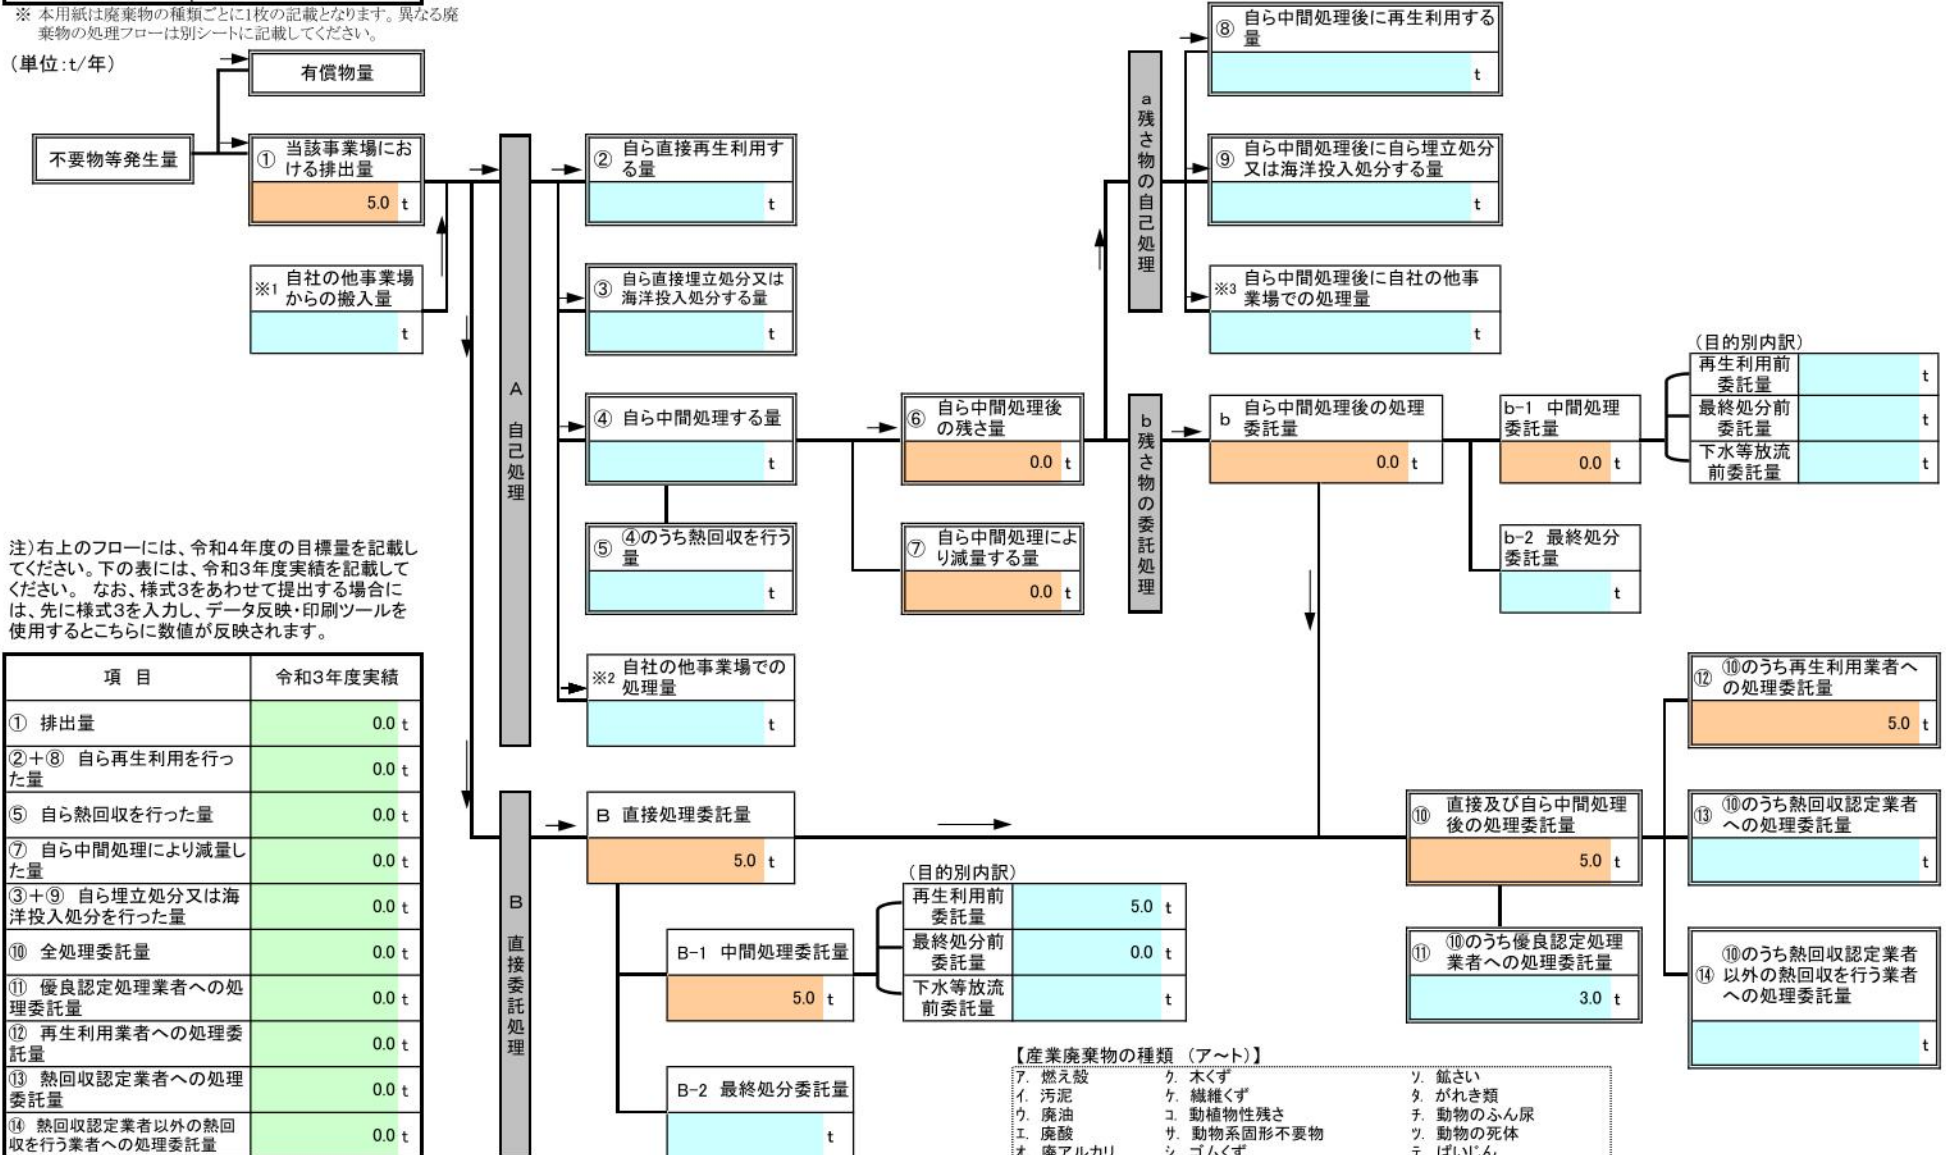 ※ 本用紙は廃棄物の種類ごとに1枚の記載となります。異なる廃
棄物の処理フローは別シートに記載してください。
(単位:t/年)
有償物量
不要物等発生量
① 当該事業場にお
ける排出量
5.0 t
※1 自社の他事業場
からの搬入量
t
A 自己処理
② 自ら直接再生利用す
る量
t
③ 自ら直接埋立処分又は
海洋投入処分する量
t
④ 自ら中間処理する量
t
⑤ ④のうち熱回収を行う
量
t
※2 自社の他事業場での
処理量
t
⑥ 自ら中間処理後
の残さ量
0.0 t
⑦ 自ら中間処理によ
り減量する量
0.0 t
a残さ物の自己処理
⑧ 自ら中間処理後に再生利用する
量
t
⑨ 自ら中間処理後に自ら埋立処分
又は海洋投入処分する量
t
※3 自ら中間処理後に自社の他事
業場での処理量
t
b残さ物の委託処理
b 自ら中間処理後の処理
委託量
0.0 t
b-1 中間処理
委託量
0.0 t
(目的別内訳)
再生利用前
委託量
t
最終処分前
委託量
t
下水等放流
前委託量
t
b-2 最終処分
委託量
t
注)右上のフローには、令和4年度の目標量を記載し
てください。下の表には、令和3年度実績を記載して
ください。 なお、様式3をあわせて提出する場合に
は、先に様式3を入力し、データ反映・印刷ツールを
使用するとこちらに数値が反映されます。
項 目 令和3年度実績
① 排出量 0.0 t
②+⑧ 自ら再生利用を行っ
た量 0.0 t
⑤ 自ら熱回収を行った量 0.0 t
⑦ 自ら中間処理により減量し
た量 0.0 t
③+⑨ 自ら埋立処分又は海
洋投入処分を行った量 0.0 t
⑩ 全処理委託量 0.0 t
⑪ 優良認定処理業者への処
理委託量 0.0 t
⑫ 再生利用業者への処理委
託量 0.0 t
⑬ 熱回収認定業者への処理
委託量 0.0 t
⑭ 熱回収認定業者以外の熱回
収を行う業者への処理委託量 0.0 t
B 直接委託処理
B 直接処理委託量
5.0 t
B-1 中間処理委託量
5.0 t
(目的別内訳)
再生利用前
委託量
5.0 t
最終処分前
委託量
0.0 t
下水等放流
前委託量
t
B-2 最終処分委託量
t
⑩ 直接及び自ら中間処理
後の処理委託量
5.0 t
⑪ ⑩のうち優良認定処理
業者への処理委託量
3.0 t
⑫ ⑩のうち再生利用業者へ
の処理委託量
5.0 t
⑬ ⑩のうち熱回収認定業者
への処理委託量
t
⑭ ⑩のうち熱回収認定業者
以外の熱回収を行う業者
への処理委託量
t
【産業廃棄物の種類 (ア～ト)】
ア. 燃え殻 ク. 木くず ソ. 鉱さい
イ. 汚泥 ケ. 繊維くず タ. がれき類
ウ. 廃油 コ. 動植物性残さ チ. 動物のふん尿
エ. 廃酸 サ. 動物系固形不要物 ツ. 動物の死体
オ. 廃アルカリ シ. ゴムくず テ. ばいじん